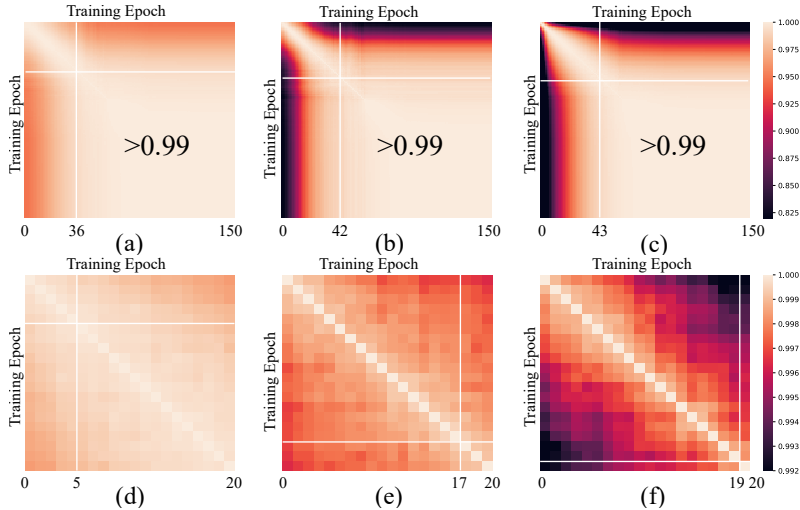 Training Epoch Training Epoch Training Epoch
Training Epoch Training Epoch Training Epoch
>0.99 >0.99 >0.99
1.000
0.975
0.950
0.925
0.900
0.875
0.850
0.825
0 36 150 0 42 150 0 43 150
(a) (b) (c)
Training Epoch Training Epoch Training Epoch
Training Epoch Training Epoch Training Epoch
1.000
0.999
0.998
0.997
0.996
0.995
0.994
0.993
0.992
0 5 20 0 17 20 0 19 20
(d) (e) (f)